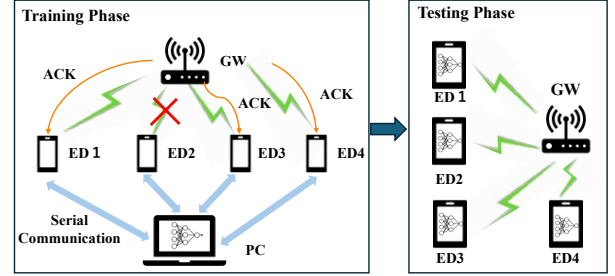 Training Phase
GW
ACK
ACK
ACK
ED 1
ED2
ED3
ED4
Serial
Communication
PC
Testing Phase
ED 1
GW
ED2
ED3
ED4